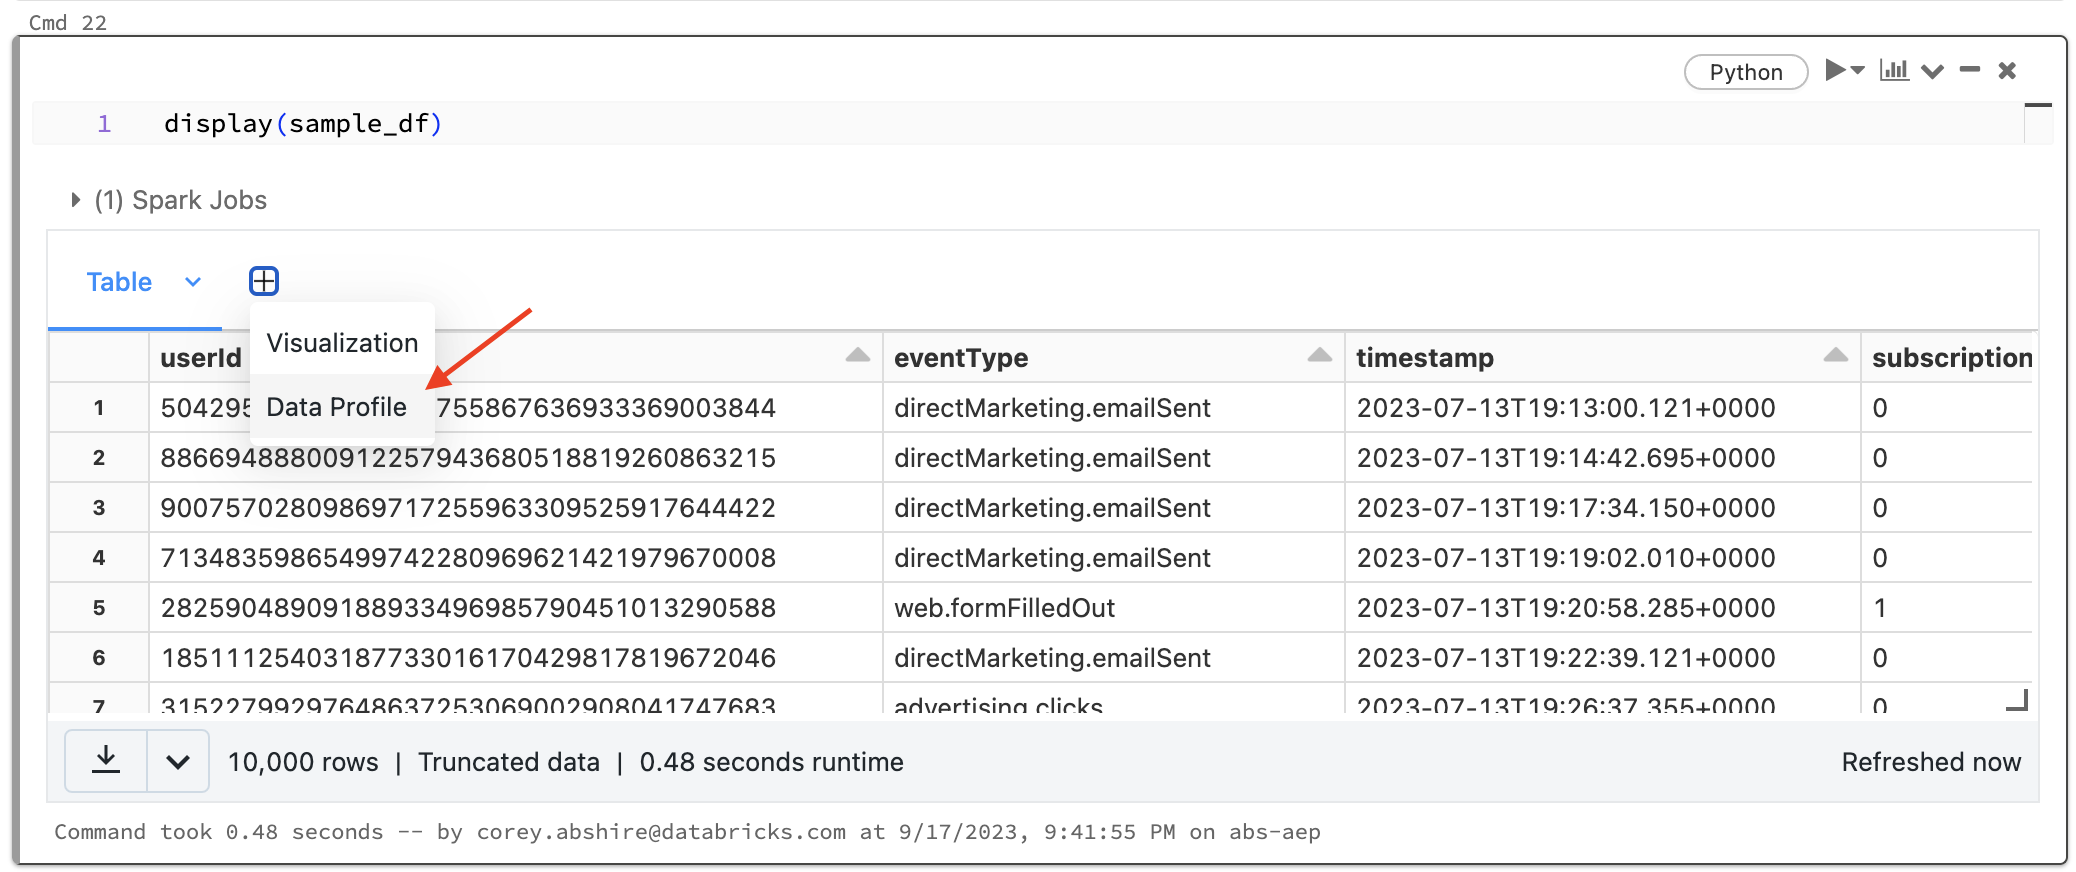 Cmd 22
Python
1 display(sample_df)
(1) Spark Jobs
Table
Visualization
Data Profile
userId eventType timestamp subscription
1 504295 755867636933369003844 directMarketing.emailSent 2023-07-13T19:13:00.121+0000 0
2 88669488800912257943680518819260863215 directMarketing.emailSent 2023-07-13T19:14:42.695+0000 0
3 90075702809869717255963309525917644422 directMarketing.emailSent 2023-07-13T19:17:34.150+0000 0
4 71348359865499742280969621421979670008 directMarketing.emailSent 2023-07-13T19:19:02.010+0000 0
5 28259048909188933496985790451013290588 web.formFilledOut 2023-07-13T19:20:58.285+0000 1
6 18511125403187733016170429817819672046 directMarketing.emailSent 2023-07-13T19:22:39.121+0000 0
7 31522799297648637253069002908041747683 advertising.clicks 2023-07-13T19:26:37.355+0000 0
10,000 rows | Truncated data | 0.48 seconds runtime
Refreshed now
Command took 0.48 seconds -- by corey.abshire@databricks.com at 9/17/2023, 9:41:55 PM on abs-aep